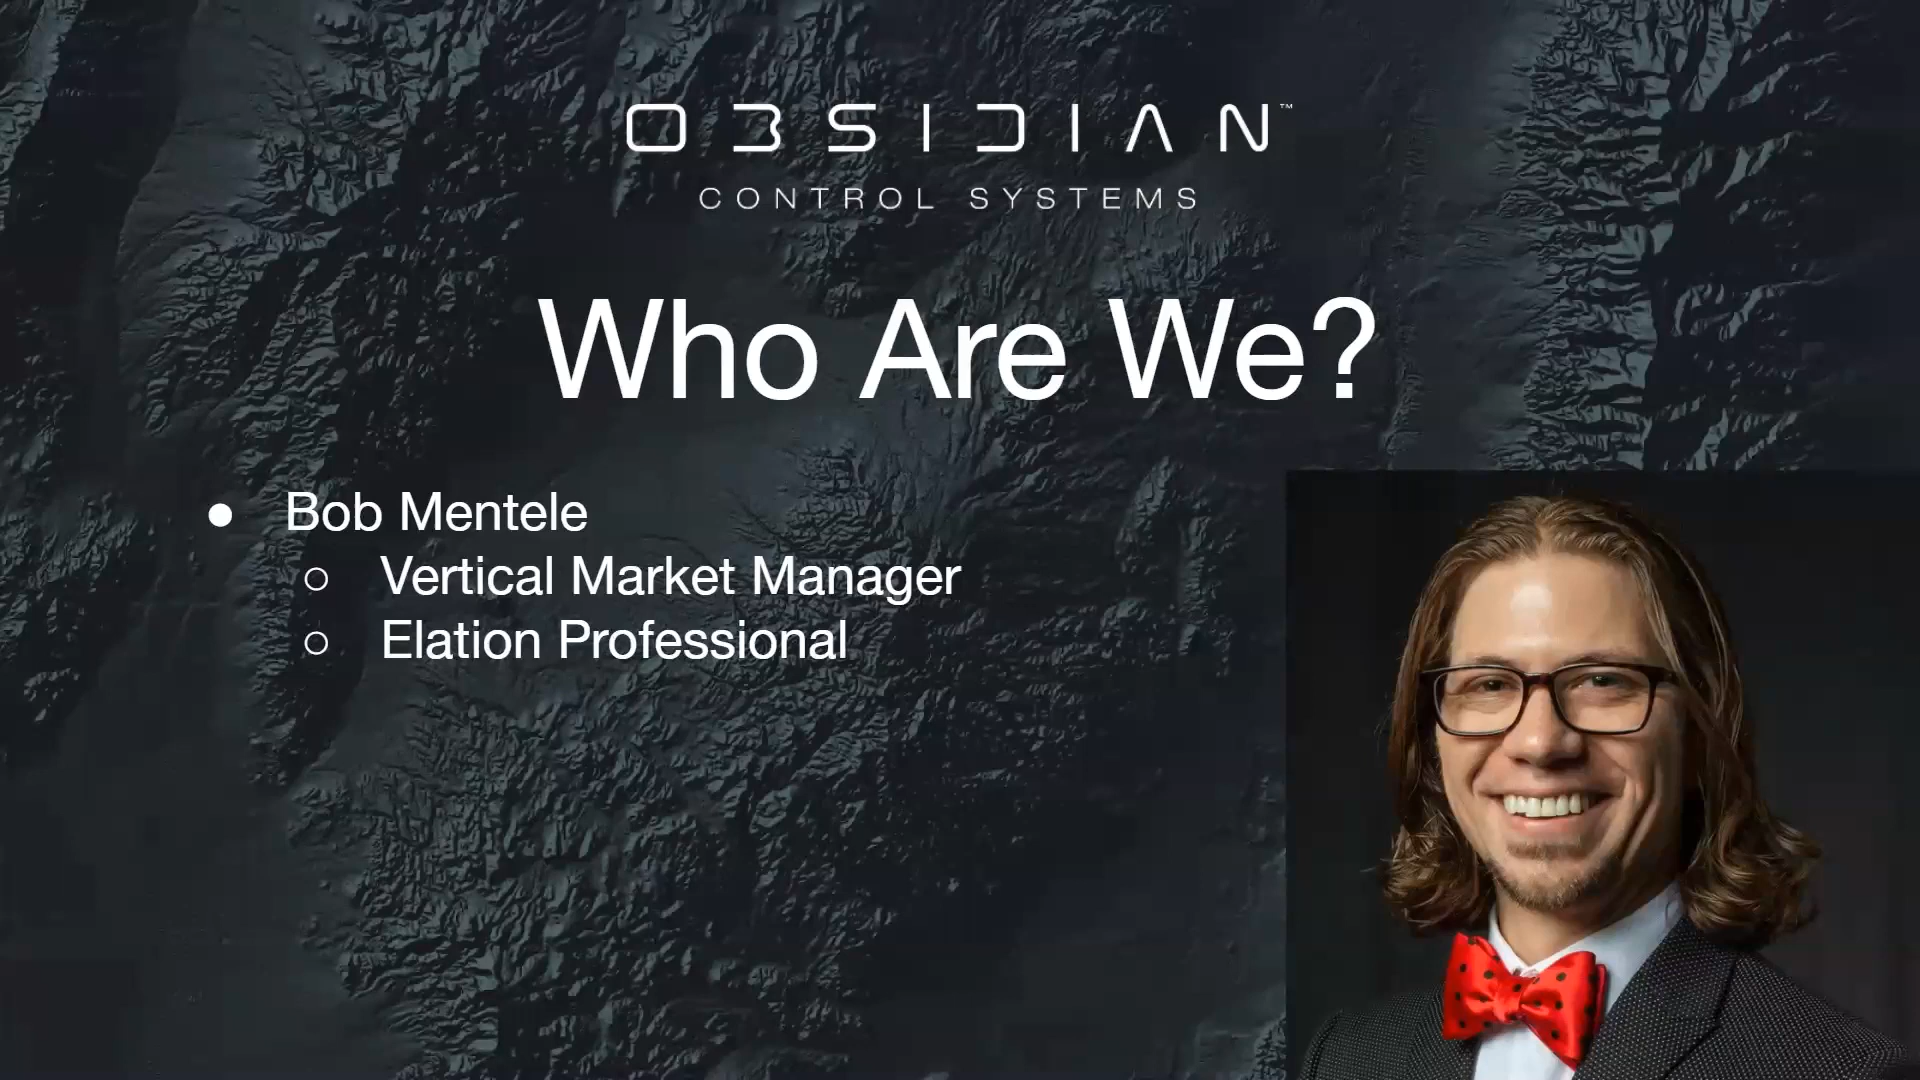 OBSIDIAN™
CONTROL SYSTEMS
Who Are We?
● Bob Mentele
○ Vertical Market Manager
○ Elation Professional